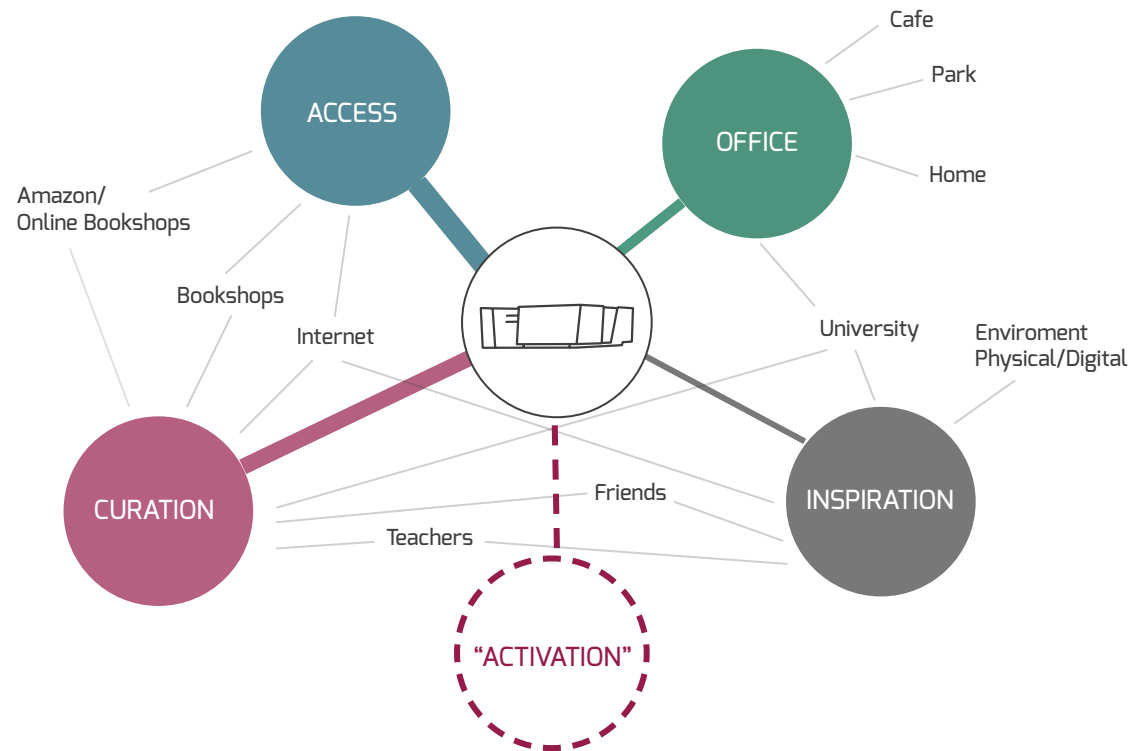 Cafe
ACCESS
Park
OFFICE
Home
Amazon/
Online Bookshops
Bookshops
Internet
University
Enviroment
Physical/Digital
CURATION
Friends
INSPIRATION
Teachers
“ACTIVATION”